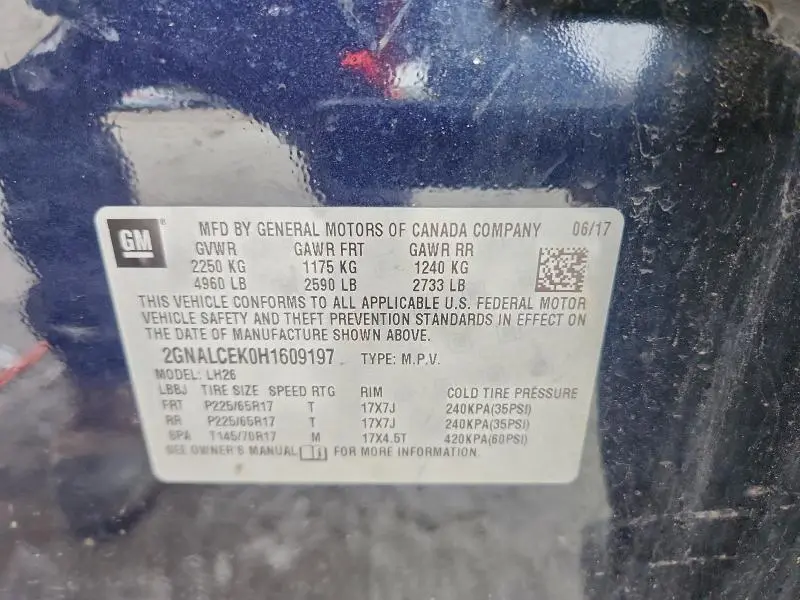 GM ® MFD BY GENERAL MOTORS OF CANADA COMPANY 06/17
GVWR GAWR FRT GAWR RR
2250 KG 1175 KG 1240 KG
4960 LB 2590 LB 2733 LB
THIS VEHICLE CONFORMS TO ALL APPLICABLE U.S. FEDERAL MOTOR
VEHICLE SAFETY AND THEFT PREVENTION STANDARDS IN EFFECT ON
THE DATE OF MANUFACTURE SHOWN ABOVE.
2GNALCEK0H1609197 TYPE: M.P.V.
MODEL: LH26
LBBJ TIRE SIZE SPEED RTG RIM COLD TIRE PRESSURE
FRT P225/65R17 T 17X7J 240KPA(35PSI)
RR P225/65R17 T 17X7J 240KPA(35PSI)
SPA T145/70R17 M 17X4.5T 420KPA(60PSI)
SEE OWNER'S MANUAL FOR MORE INFORMATION.